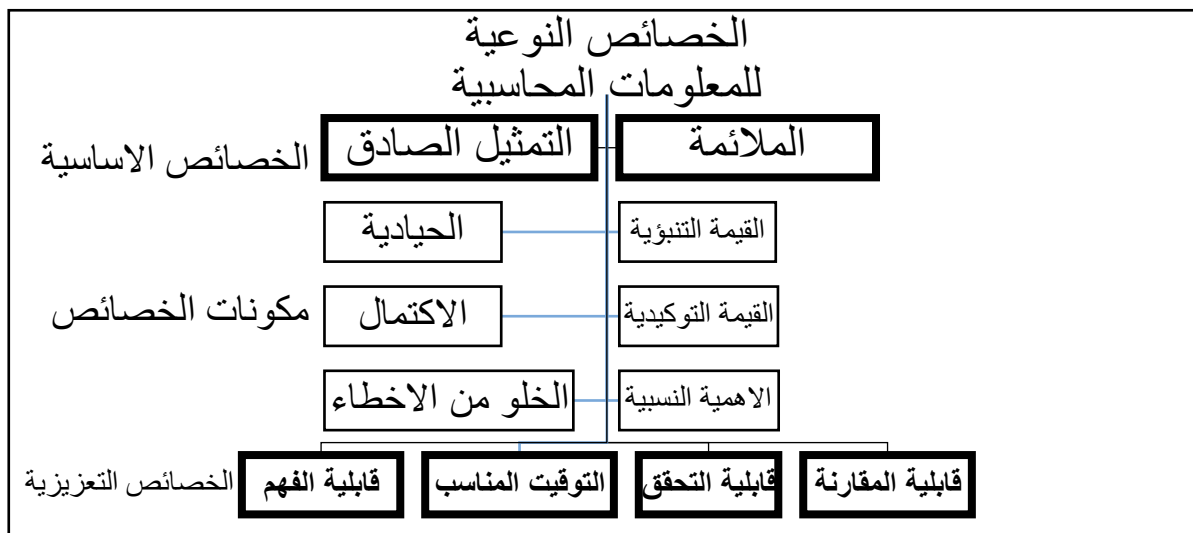 الخصائص النوعية
للمعلومات المحاسبية
الملائمة التمثيل الصادق الخصائص الاساسية
القيمة التنبؤية الحيادية
القيمة التوكيدية الاكتمال مكونات الخصائص
الاهمية النسبية الخلو من الاخطاء
قابلية المقارنة قابلية التحقق التوقيت المناسب قابلية الفهم الخصائص التعزيزية